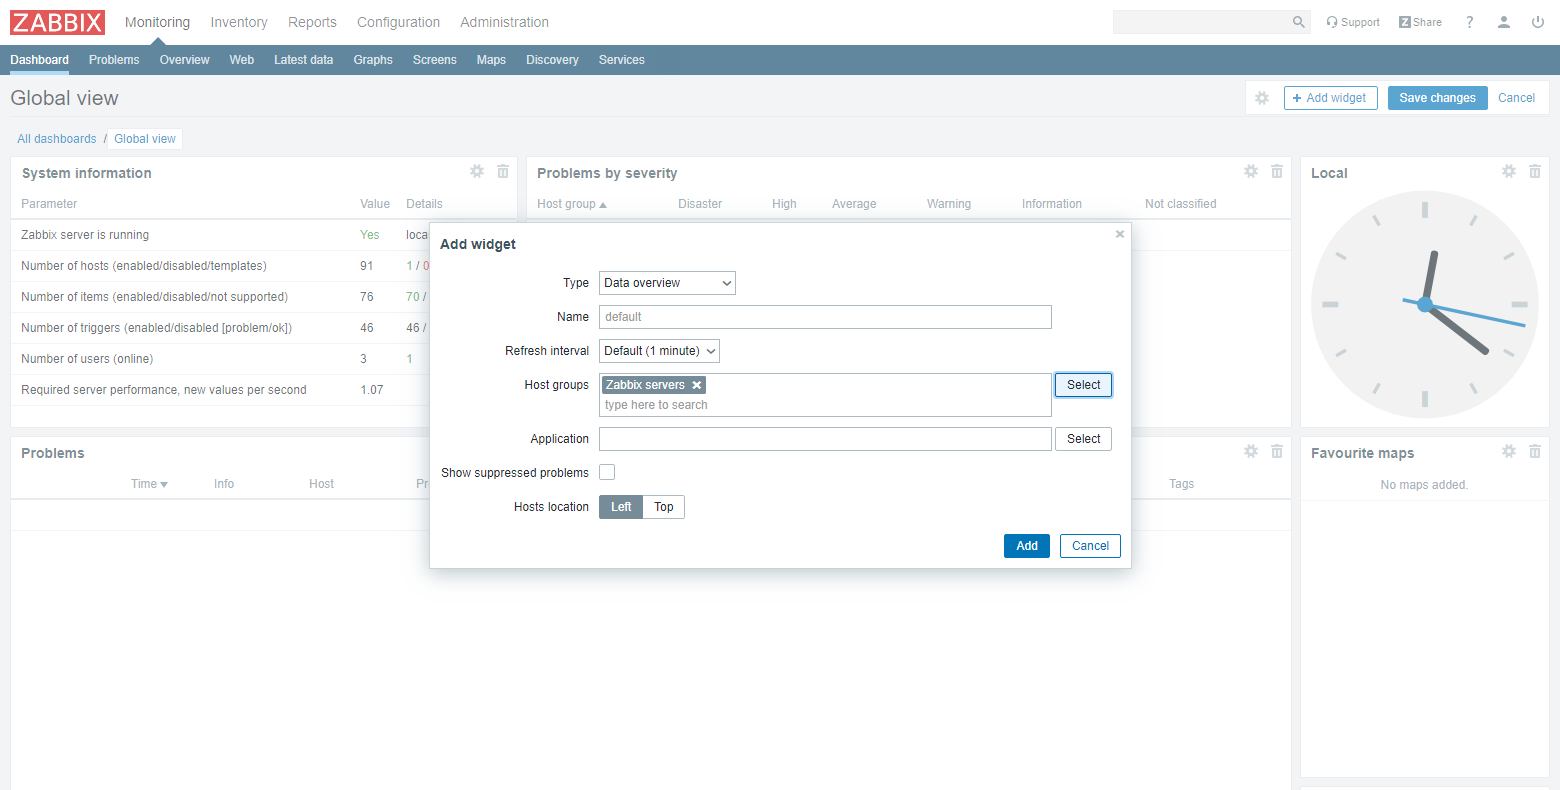 ZABBIX Monitoring Inventory Reports Configuration Administration Support Z Share ?
Dashboard Problems Overview Web Latest data Graphs Screens Maps Discovery Services
Global view + Add widget Save changes Cancel
All dashboards / Global view
System information
Parameter Value Details
Zabbix server is running Yes loca
Number of hosts (enabled/disabled/templates) 91 1 / 0
Number of items (enabled/disabled/not supported) 76 70 /
Number of triggers (enabled/disabled [problem/ok]) 46 46 /
Number of users (online) 3 1
Required server performance, new values per second 1.07
Problems by severity
Host group ▲ Disaster High Average Warning Information Not classified
Local
Add widget ×
Type Data overview
Name default
Refresh interval Default (1 minute)
Host groups Zabbix servers × Select
type here to search
Application Select
Show suppressed problems
Hosts location Left Top
Add Cancel
Problems
Time ▼ Info Host Pr Tags
Favourite maps
No maps added.